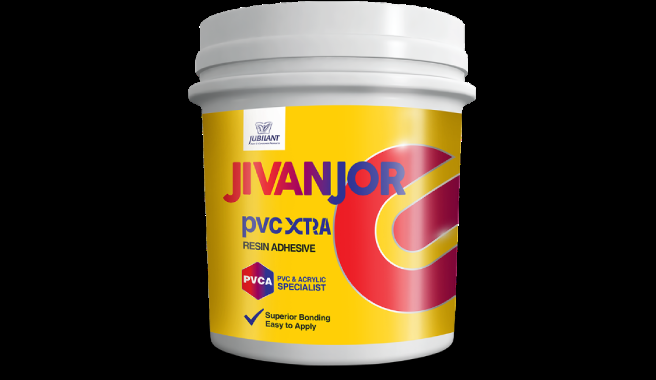 JUBILANT
JIVANJOR
PVC XTRA
RESIN ADHESIVE
PVCA
PVC & ACRYLIC
SPECIALIST
Superior Bonding
Easy to Apply